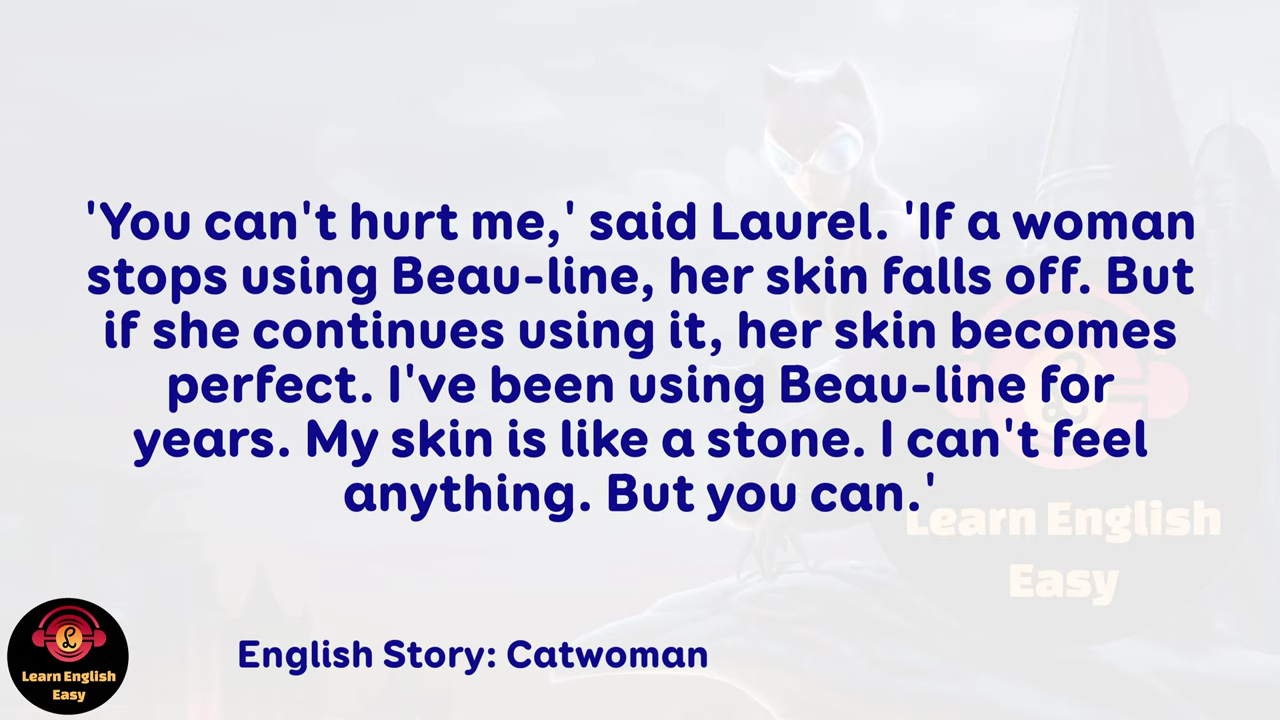 'You can't hurt me,' said Laurel. 'If a woman
stops using Beau-line, her skin falls off. But
if she continues using it, her skin becomes
perfect. I've been using Beau-line for
years. My skin is like a stone. I can't feel
anything. But you can.'
Learn English
Easy
English Story: Catwoman
Learn English
Easy